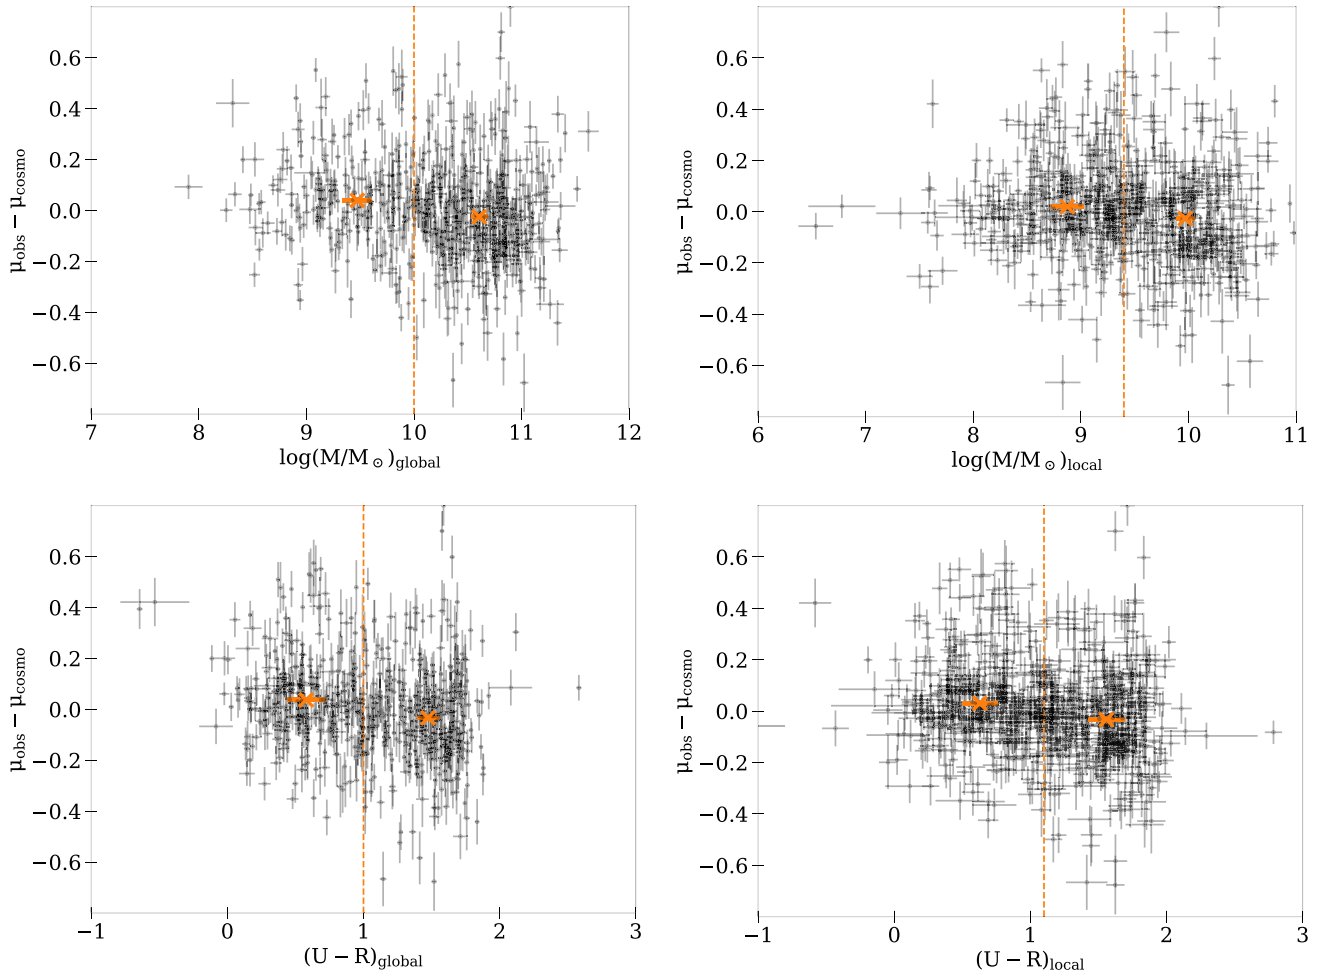 0.6
0.4
0.2
0.0
−0.2
−0.4
−0.6
μobs − μcosmo
7 8 9 10 11 12
log(M/M⊙)global
0.6
0.4
0.2
0.0
−0.2
−0.4
−0.6
μobs − μcosmo
6 7 8 9 10 11
log(M/M⊙)local
0.6
0.4
0.2
0.0
−0.2
−0.4
−0.6
μobs − μcosmo
−1 0 1 2 3
(U − R)global
0.6
0.4
0.2
0.0
−0.2
−0.4
−0.6
μobs − μcosmo
−1 0 1 2 3
(U − R)local